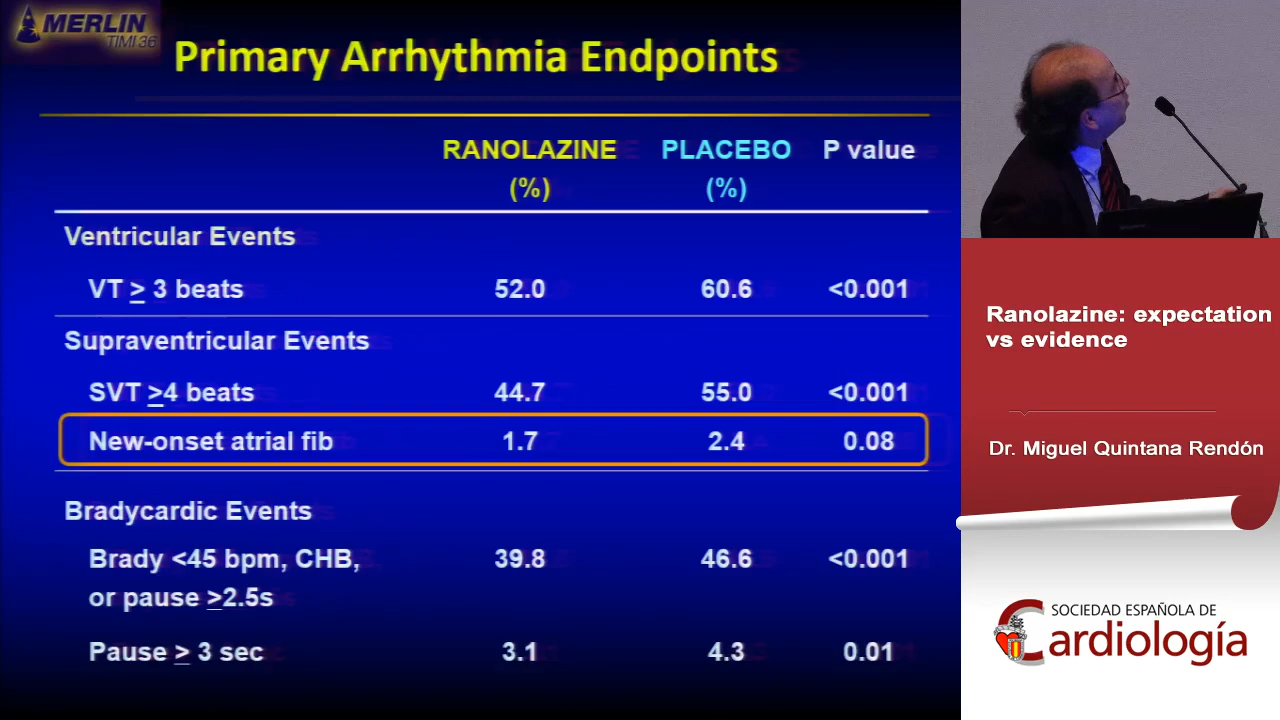 MERLIN
TIMI 36
Primary Arrhythmia Endpoints
RANOLAZINE PLACEBO P value
(%) (%)
Ventricular Events
VT ≥ 3 beats 52.0 60.6 <0.001
Supraventricular Events
SVT ≥4 beats 44.7 55.0 <0.001
New-onset atrial fib 1.7 2.4 0.08
Bradycardic Events
Brady <45 bpm, CHB, 39.8 46.6 <0.001
or pause ≥2.5s
Pause ≥ 3 sec 3.1 4.3 0.01
Ranolazine: expectation
vs evidence
Dr. Miguel Quintana Rendón
SOCIEDAD ESPAÑOLA DE
Cardiología